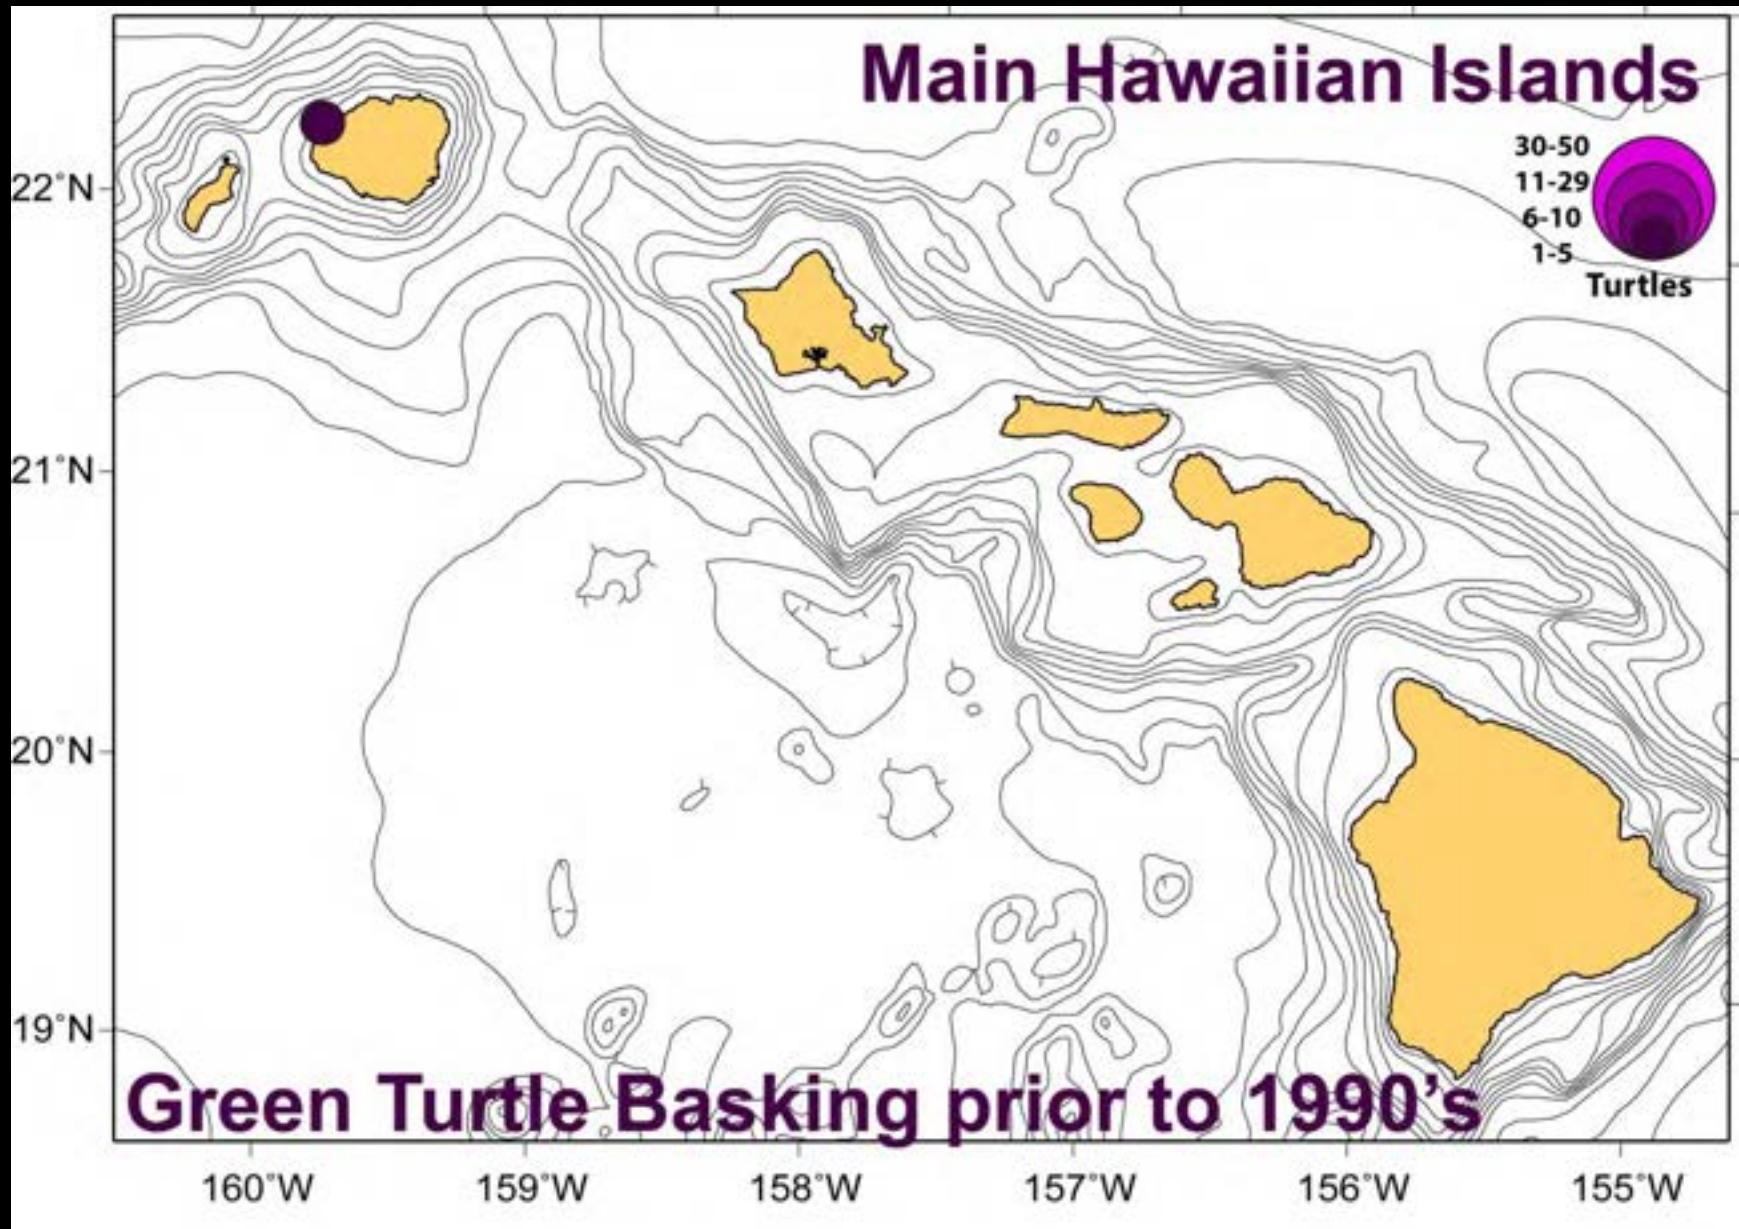 Main Hawaiian Islands
30-50
11-29
6-10
1-5
Turtles
22°N
21°N
20°N
19°N
Green Turtle Basking prior to 1990's
160°W 159°W 158°W 157°W 156°W 155°W